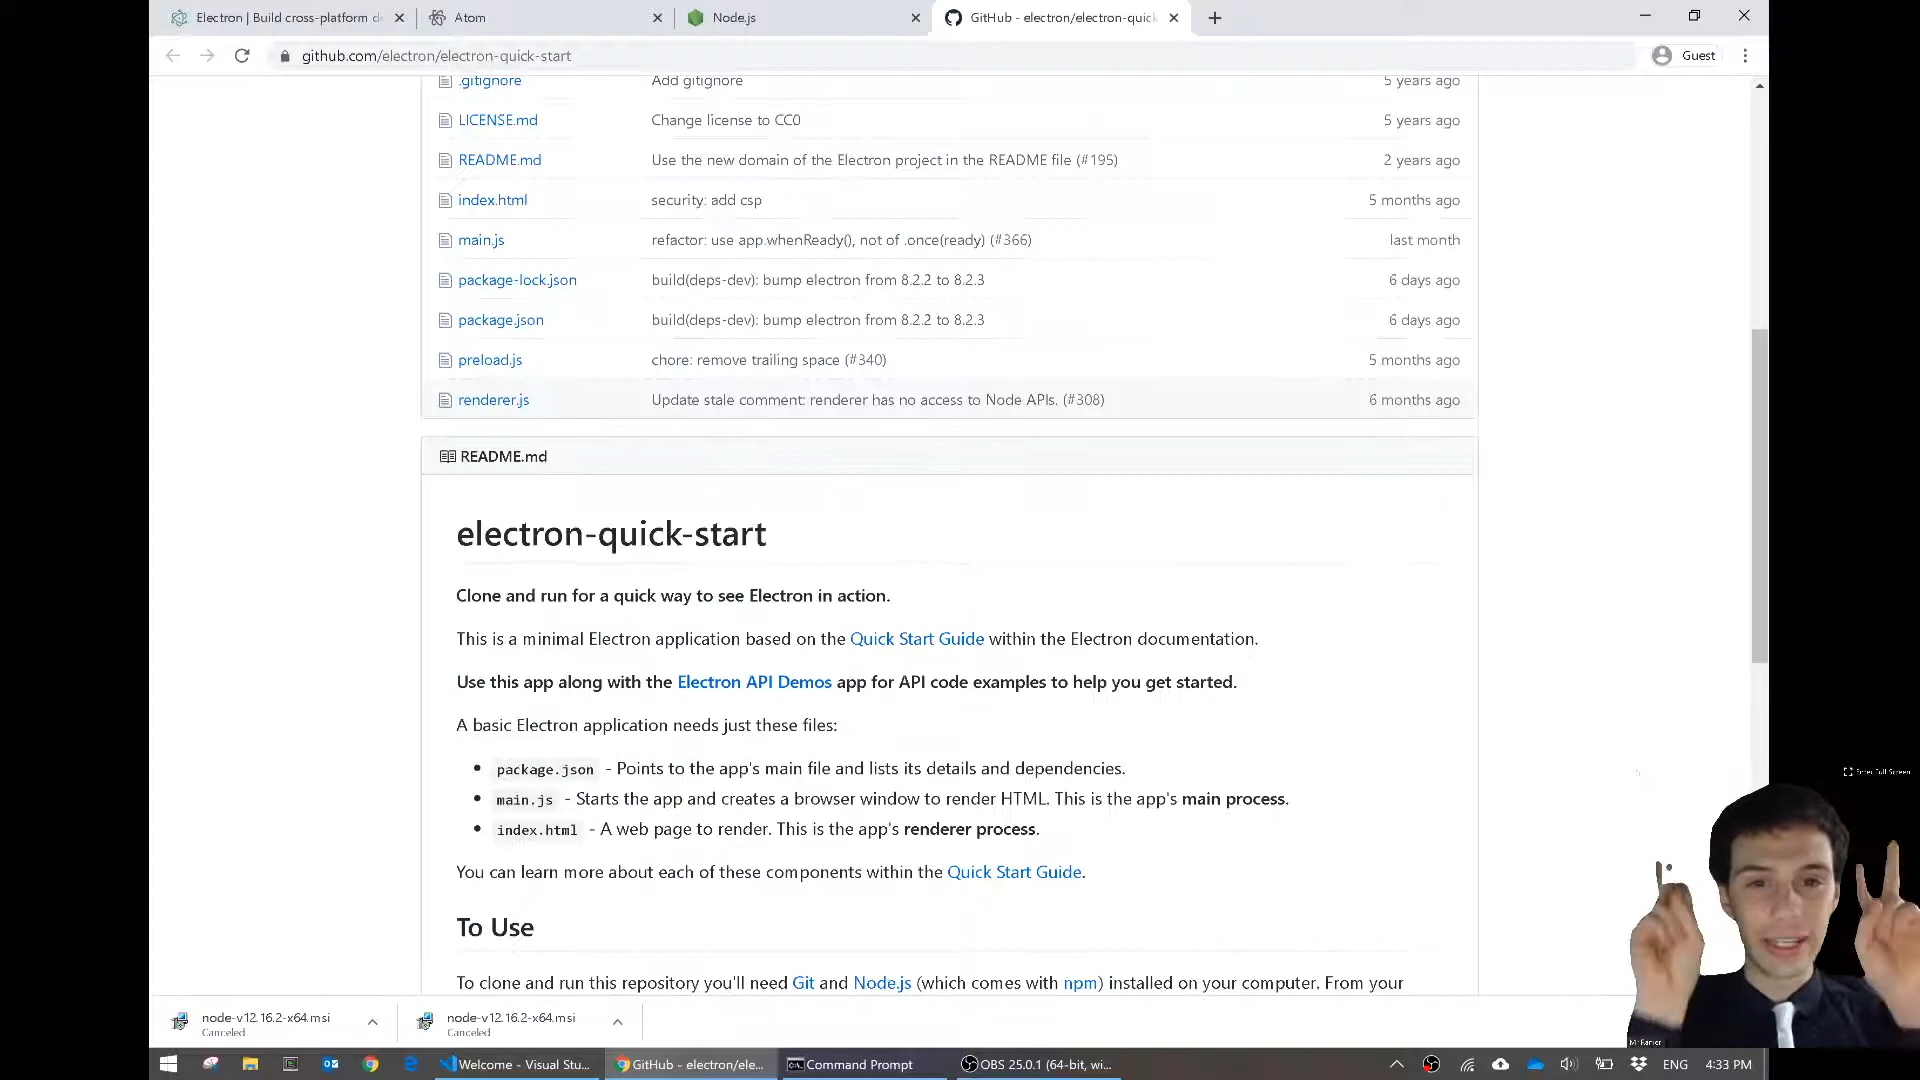 Electron | Build cross-platform d
Atom
Node.js
GitHub - electron/electron-quick
github.com/electron/electron-quick-start
Guest
.gitignore
Add gitignore
5 years ago
LICENSE.md
Change license to CC0
5 years ago
README.md
Use the new domain of the Electron project in the README file (#195)
2 years ago
index.html
security: add csp
5 months ago
main.js
refactor: use app.whenReady(), not of .once(ready) (#366)
last month
package-lock.json
build(deps-dev): bump electron from 8.2.2 to 8.2.3
6 days ago
package.json
build(deps-dev): bump electron from 8.2.2 to 8.2.3
6 days ago
preload.js
chore: remove trailing space (#340)
5 months ago
renderer.js
Update stale comment: renderer has no access to Node APIs. (#308)
6 months ago
README.md
electron-quick-start
Clone and run for a quick way to see Electron in action.
This is a minimal Electron application based on the Quick Start Guide within the Electron documentation.
Use this app along with the Electron API Demos app for API code examples to help you get started.
A basic Electron application needs just these files:
package.json - Points to the app's main file and lists its details and dependencies.
main.js - Starts the app and creates a browser window to render HTML. This is the app's main process.
index.html - A web page to render. This is the app's renderer process.
You can learn more about each of these components within the Quick Start Guide.
To Use
To clone and run this repository you'll need Git and Node.js (which comes with npm) installed on your computer. From your
Enter Full Screen
node-v12.16.2-x64.msi
Canceled
node-v12.16.2-x64.msi
Canceled
Welcome - Visual Stu...
GitHub - electron/ele...
Command Prompt
OBS 25.0.1 (64-bit, wi...
ENG
4:33 PM